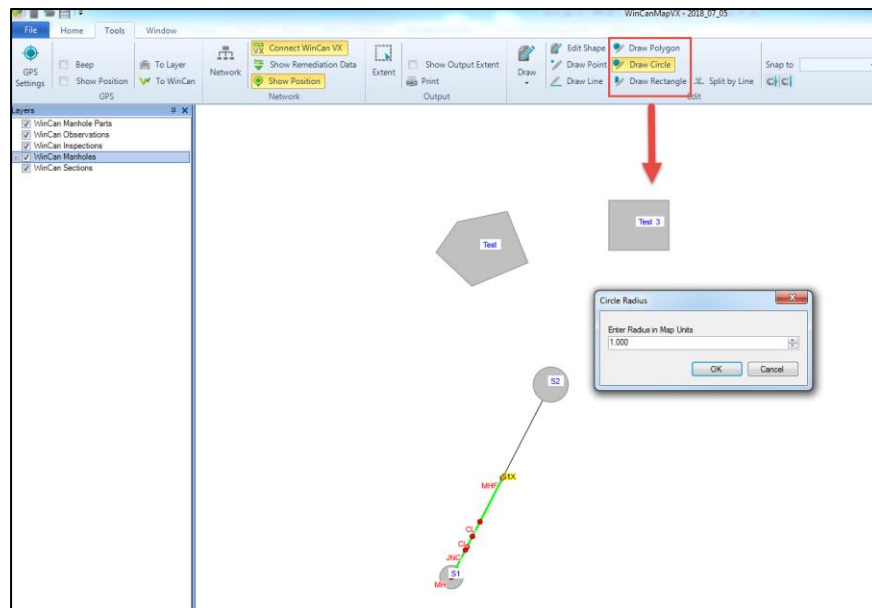 WinCanMapVX - 2018_07_05
File Home Tools Window
GPS Settings
Beep
Show Position
To Layer
To WinCan
GPS
Network
Connect WinCan VX
Show Remediation Data
Show Position
Network
Extent
Show Output Extent
Print
Output
Draw
Edit Shape
Draw Point
Draw Line
Draw Polygon
Draw Circle
Draw Rectangle
Split by Line
Edit
Snap to
Layers
WinCan Manhole Parts
WinCan Observations
WinCan Inspections
WinCan Manholes
WinCan Sections
Test
Test 3
Circle Radius
Enter Radius in Map Units
1.000
OK Cancel
S2
CL
JNC
S1
MH